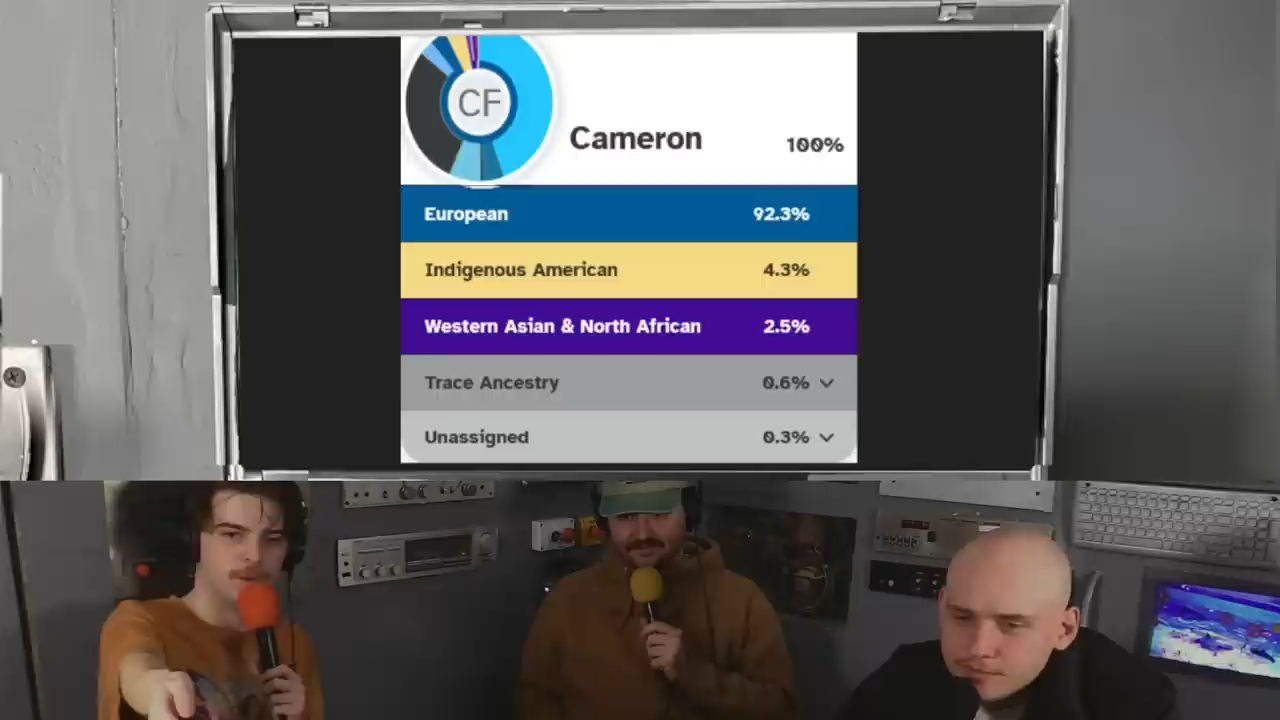 CF
Cameron 100%
European 92.3%
Indigenous American 4.3%
Western Asian & North African 2.5%
Trace Ancestry 0.6%
Unassigned 0.3%